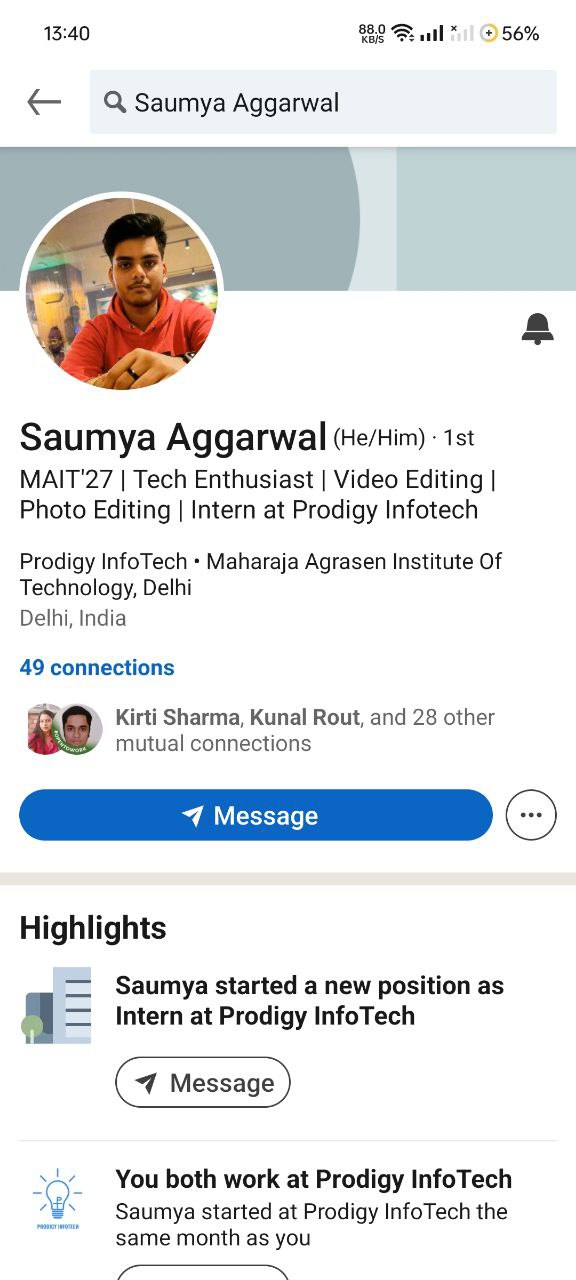 13:40
88.0
KB/S
56%
Saumya Aggarwal
Saumya Aggarwal (He/Him) · 1st
MAIT'27 | Tech Enthusiast | Video Editing |
Photo Editing | Intern at Prodigy Infotech
Prodigy InfoTech • Maharaja Agrasen Institute Of
Technology, Delhi
Delhi, India
49 connections
Kirti Sharma, Kunal Rout, and 28 other
mutual connections
Message
Highlights
Saumya started a new position as
Intern at Prodigy InfoTech
Message
You both work at Prodigy InfoTech
PRODIGY INFOTECH
Saumya started at Prodigy InfoTech the
same month as you